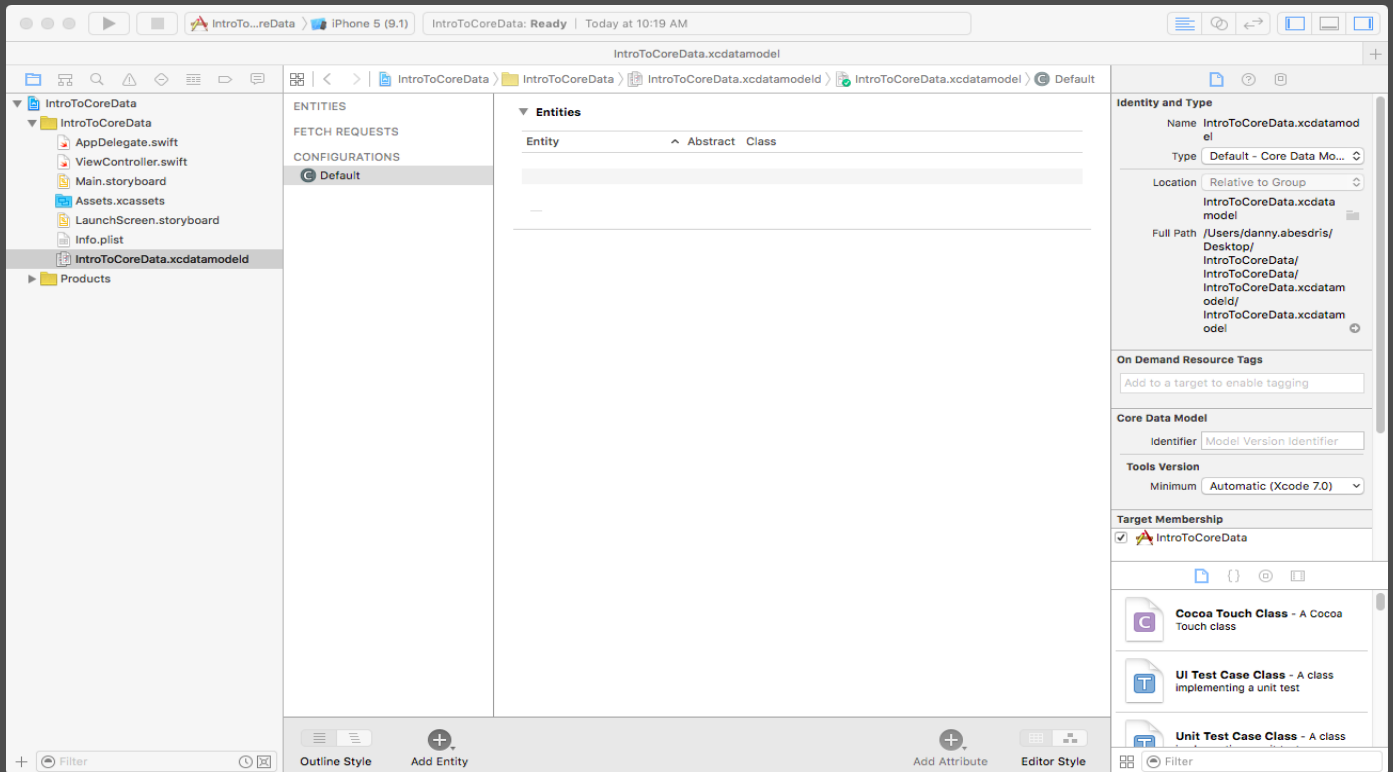 IntroTo...reData
iPhone 5 (9.1)
IntroToCoreData: Ready | Today at 10:19 AM
IntroToCoreData.xcdatamodel
IntroToCoreData
IntroToCoreData
IntroToCoreData.xcdatamodeld
IntroToCoreData.xcdatamodel
Default
IntroToCoreData
IntroToCoreData
AppDelegate.swift
ViewController.swift
Main.storyboard
Assets.xcassets
LaunchScreen.storyboard
Info.plist
IntroToCoreData.xcdatamodeld
Products
Filter
ENTITIES
FETCH REQUESTS
CONFIGURATIONS
C Default
Entities
Entity Abstract Class
Outline Style
Add Entity
Add Attribute
Editor Style
Identity and Type
Name IntroToCoreData.xcdatamod
el
Type Default - Core Data Mo...
Location Relative to Group
IntroToCoreData.xcdata
model
Full Path /Users/danny.abesdris/
Desktop/
IntroToCoreData/
IntroToCoreData/
IntroToCoreData.xcdatam
odeld/
IntroToCoreData.xcdatam
odel
On Demand Resource Tags
Add to a target to enable tagging
Core Data Model
Identifier Model Version Identifier
Tools Version
Minimum Automatic (Xcode 7.0)
Target Membership
IntroToCoreData
C
Cocoa Touch Class - A Cocoa
Touch class
T
UI Test Case Class - A class
implementing a unit test
T
Unit Test Case Class - A class
Filter